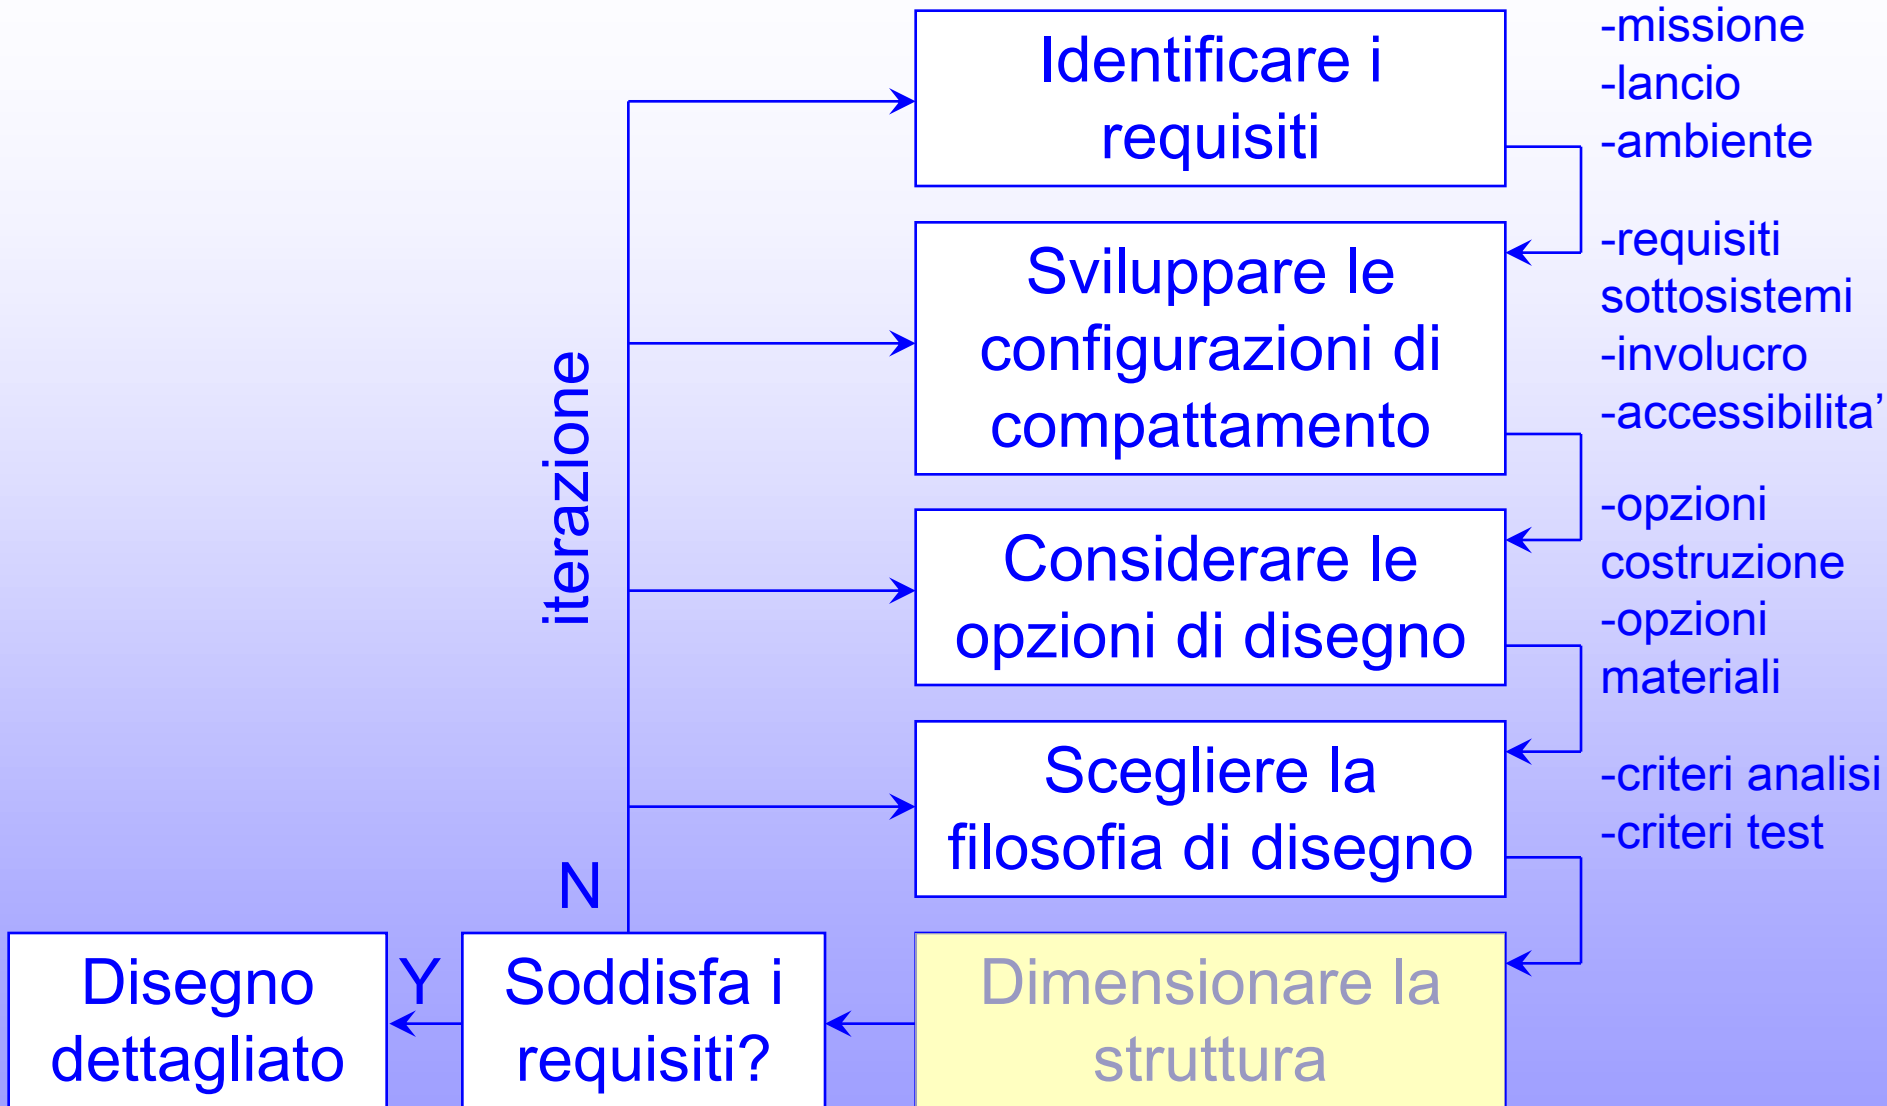 Identificare i
requisiti
-missione
-lancio
-ambiente
Sviluppare le
configurazioni di
compattamento
-requisiti
sottosistemi
-involucro
-accessibilita’
iterazione
Considerare le
opzioni di disegno
-opzioni
costruzione
-opzioni
materiali
Scegliere la
filosofia di disegno
-criteri analisi
-criteri test
N
Disegno
dettagliato
Y
Soddisfa i
requisiti?
Dimensionare la
struttura